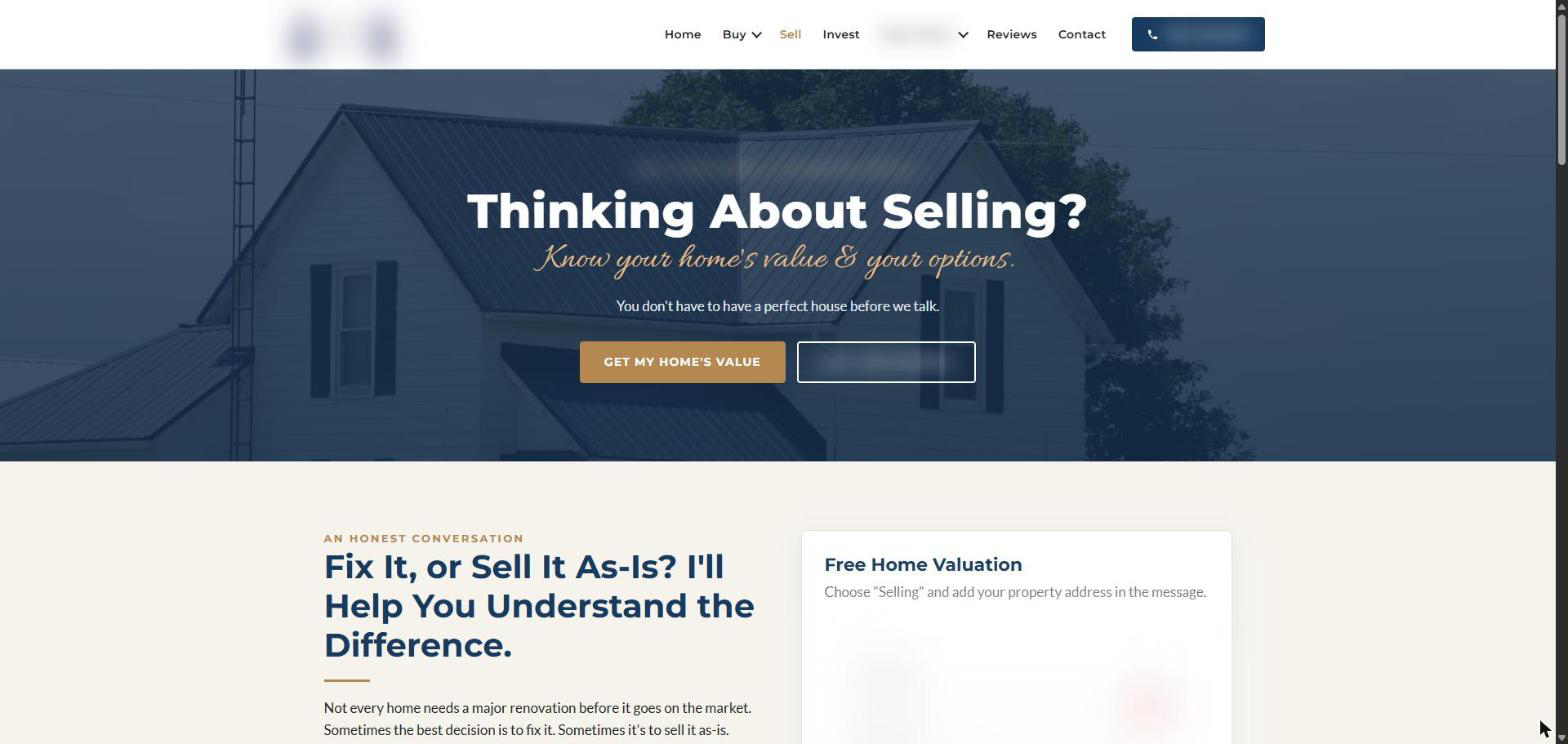 Home
Buy
Sell
Invest
Reviews
Contact
Thinking About Selling?
Know your home's value & your options.
You don't have to have a perfect house before we talk.
GET MY HOME'S VALUE
AN HONEST CONVERSATION
Fix It, or Sell It As-Is? I'll
Help You Understand the
Difference.
Not every home needs a major renovation before it goes on the market.
Sometimes the best decision is to fix it. Sometimes it's to sell it as-is.
Free Home Valuation
Choose "Selling" and add your property address in the message.